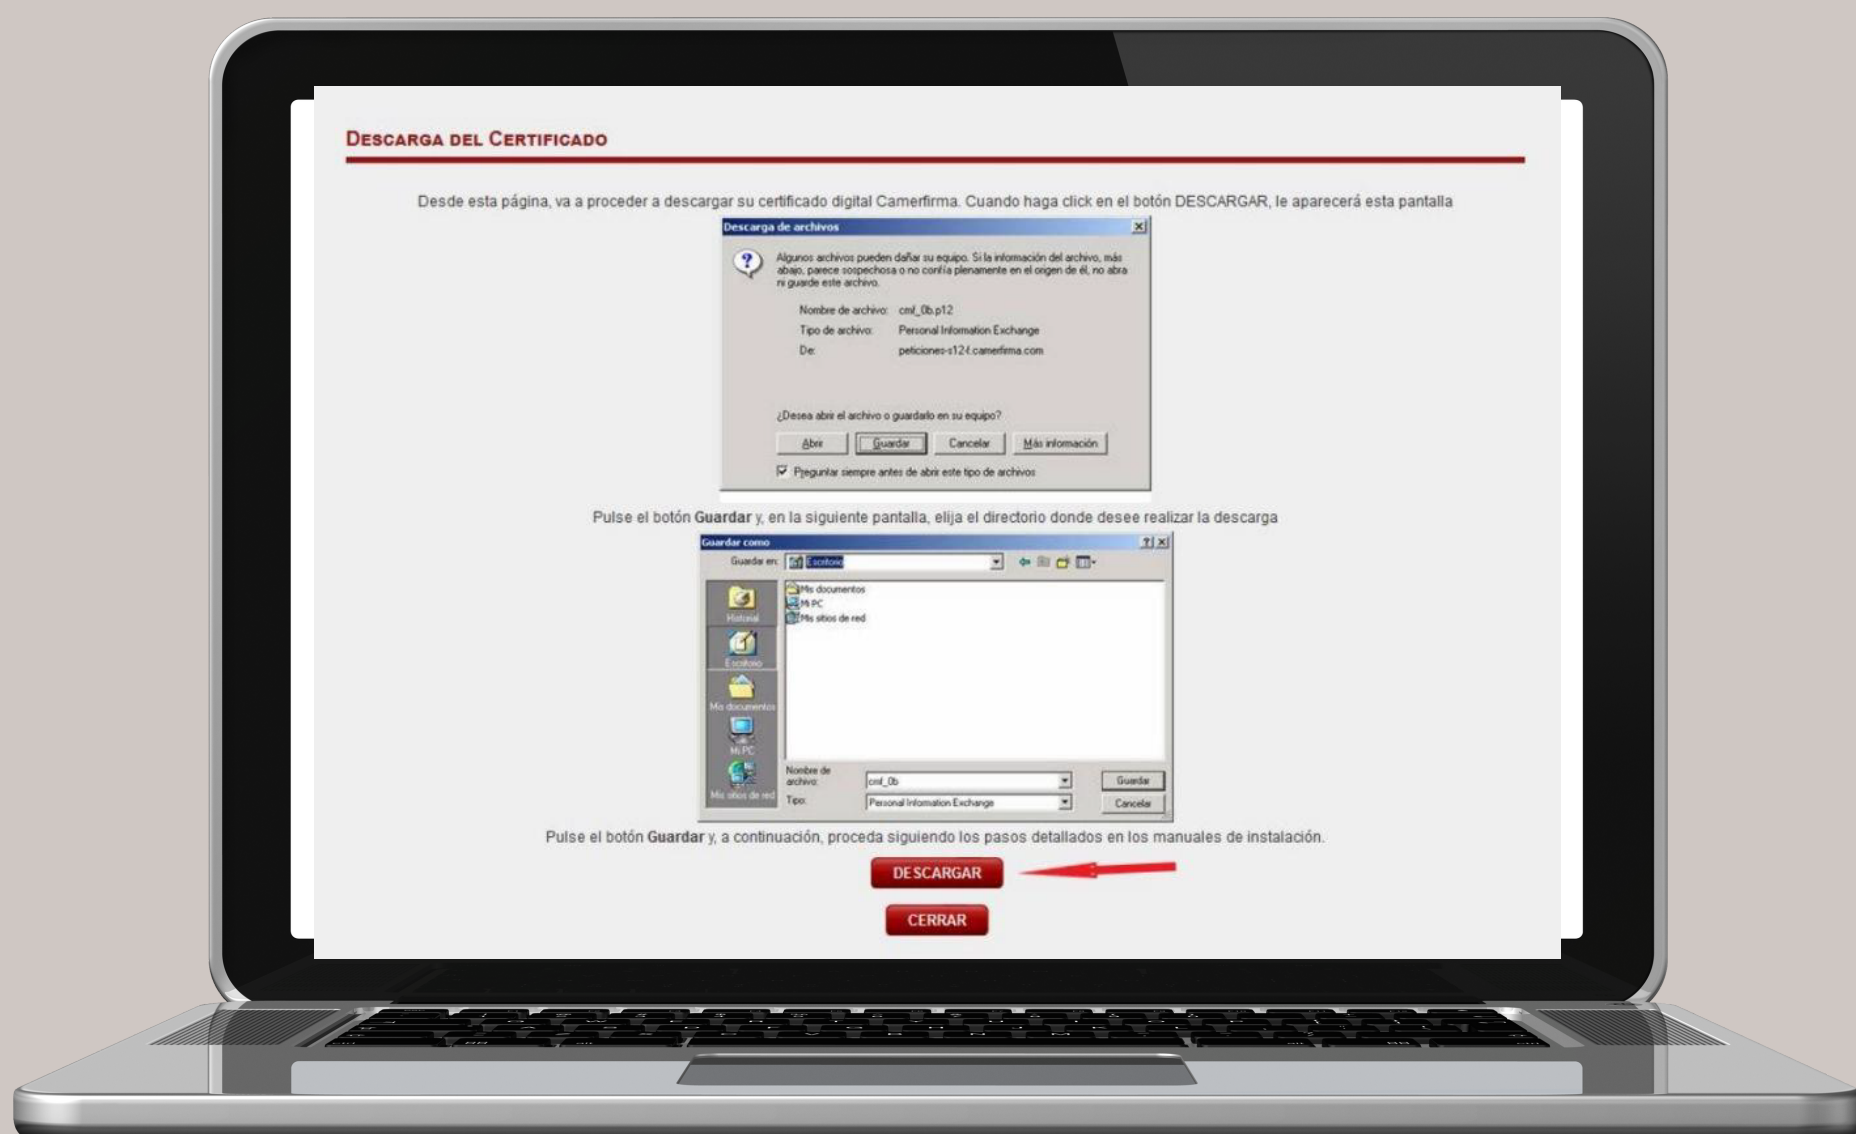 DESCARGA DEL CERTIFICADO
Desde esta página, va a proceder a descargar su certificado digital Camerfirma. Cuando haga click en el botón DESCARGAR, le aparecerá esta pantalla
Descarga de archivos
Algunos archivos pueden dañar su equipo. Si la información del archivo, más
abajo, parece sospechosa o no confía plenamente en el origen de él, no abra
ni guarde este archivo.
Nombre de archivo: cmf_0b.p12
Tipo de archivo: Personal Information Exchange
De: camerfirma.com
¿Desea abrir el archivo o guardarlo en su equipo?
Abrir Guardar Cancelar Más información
Preguntar siempre antes de abrir este tipo de archivos
Pulse el botón Guardar y, en la siguiente pantalla, elija el directorio donde desee realizar la descarga
Guardar como
Guardar en: Escritorio
Mis documentos
Mi PC
Mis sitios de red
Historial
Escritorio
Mis documentos
Mi PC
Mis sitios de red
Nombre de
archivo: cmf_0b Guardar
Tipo: Personal Information Exchange Cancelar
Pulse el botón Guardar y, a continuación, proceda siguiendo los pasos detallados en los manuales de instalación.
DESCARGAR
CERRAR